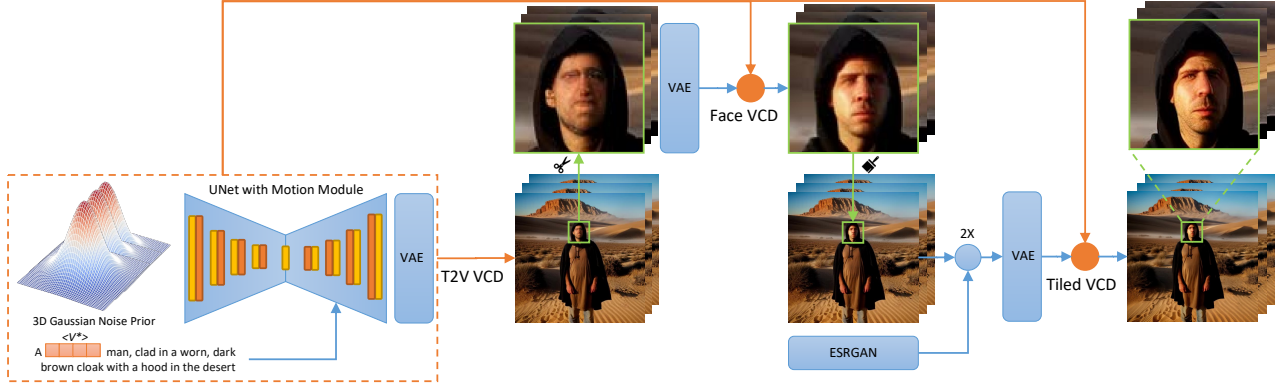 VAE
Face VCD
UNet with Motion Module
VAE
T2V VCD
3D Gaussian Noise Prior
<V*>
A man, clad in a worn, dark
brown cloak with a hood in the desert
2X
VAE
Tiled VCD
ESRGAN